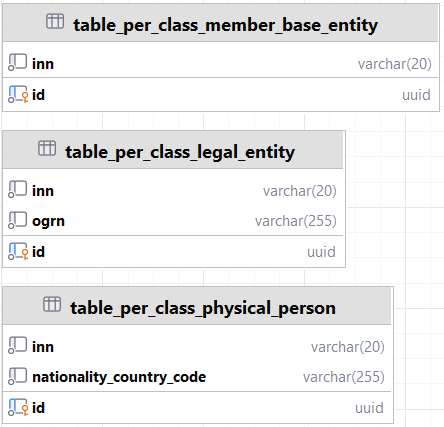 table_per_class_member_base_entity
inn varchar(20)
id uuid
table_per_class_legal_entity
inn varchar(20)
ogrn varchar(255)
id uuid
table_per_class_physical_person
inn varchar(20)
nationality_country_code varchar(255)
id uuid